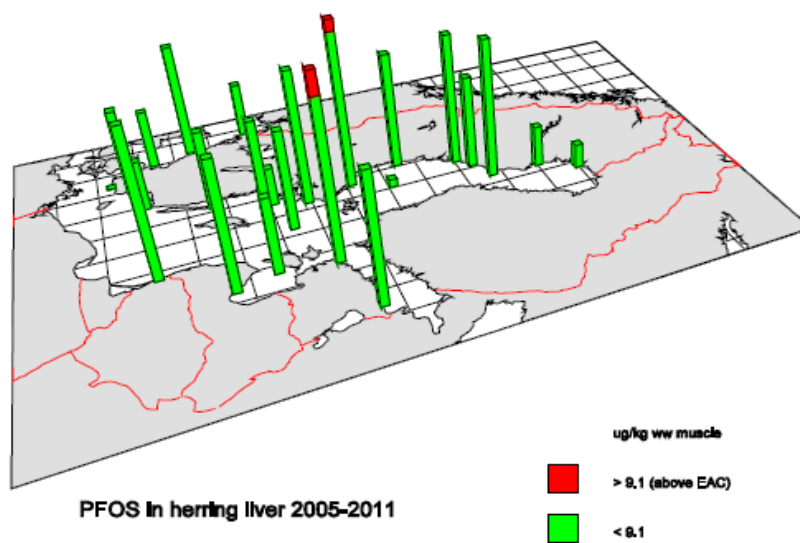 ug/kg ww muscle
> 9.1 (above EAC)
PFOS in herring liver 2005-2011
< 9.1